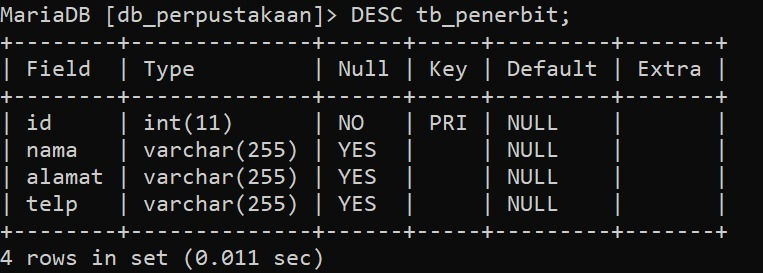 MariaDB [db_perpustakaan]> DESC tb_penerbit;
+--------+--------------+------+-----+---------+-------+
| Field  | Type         | Null | Key | Default | Extra |
+--------+--------------+------+-----+---------+-------+
| id     | int(11)      | NO   | PRI | NULL    |       |
| nama   | varchar(255) | YES  |     | NULL    |       |
| alamat | varchar(255) | YES  |     | NULL    |       |
| telp   | varchar(255) | YES  |     | NULL    |       |
+--------+--------------+------+-----+---------+-------+
4 rows in set (0.011 sec)